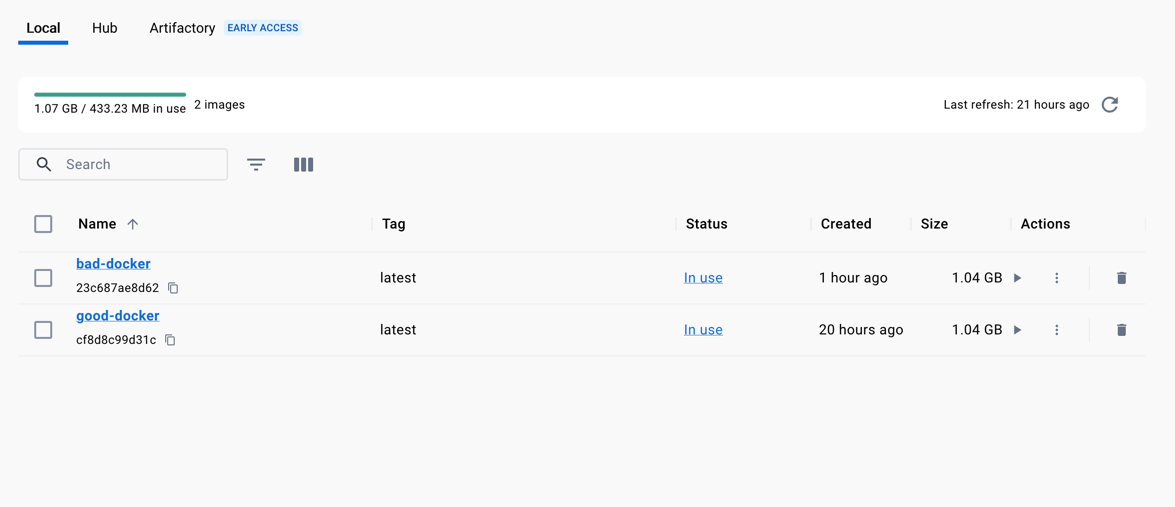 Local Hub Artifactory EARLY ACCESS
1.07 GB / 433.23 MB in use 2 images Last refresh: 21 hours ago
Search
Name Tag Status Created Size Actions
bad-docker
23c687ae8d62 latest In use 1 hour ago 1.04 GB
good-docker
cf8d8c99d31c latest In use 20 hours ago 1.04 GB